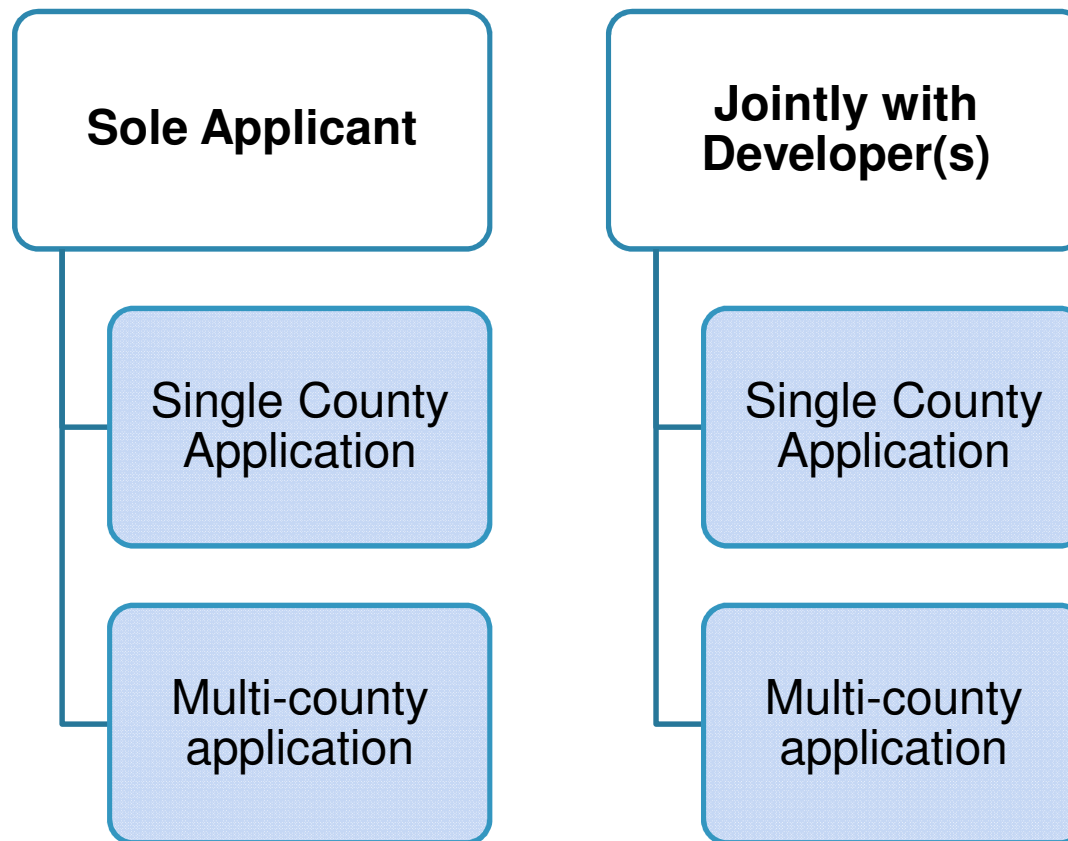 Sole Applicant
Single County
Application
Multi-county
application
Jointly with
Developer(s)
Single County
Application
Multi-county
application